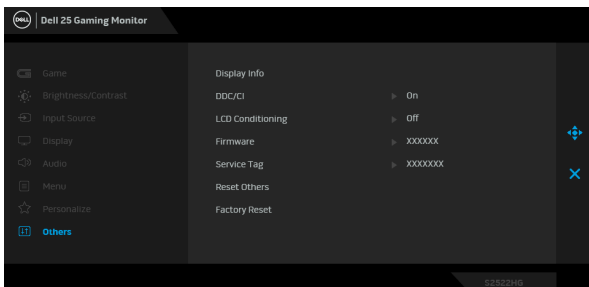 DELL Dell 25 Gaming Monitor
Game
Brightness/Contrast
Input Source
Display
Audio
Menu
Personalize
Others
Display Info
DDC/CI On
LCD Conditioning Off
Firmware XXXXXX
Service Tag XXXXXXX
Reset Others
Factory Reset
S2522HG